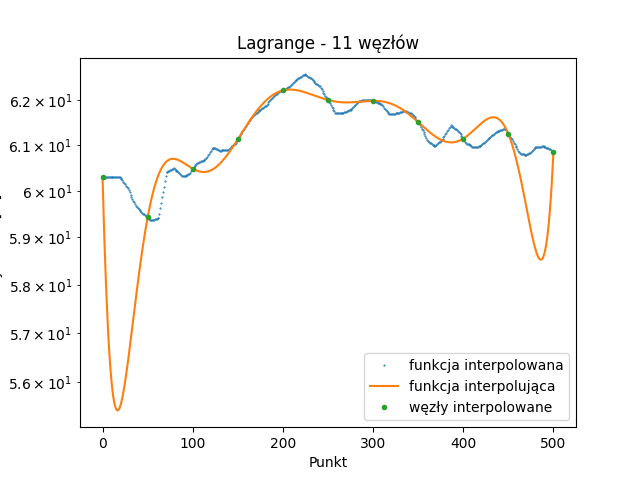 Lagrange - 11 węzłów
6.2 × 10¹
6.1 × 10¹
6 × 10¹
5.9 × 10¹
5.8 × 10¹
5.7 × 10¹
5.6 × 10¹
0 100 200 300 400 500
Punkt
funkcja interpolowana
funkcja interpolująca
węzły interpolowane